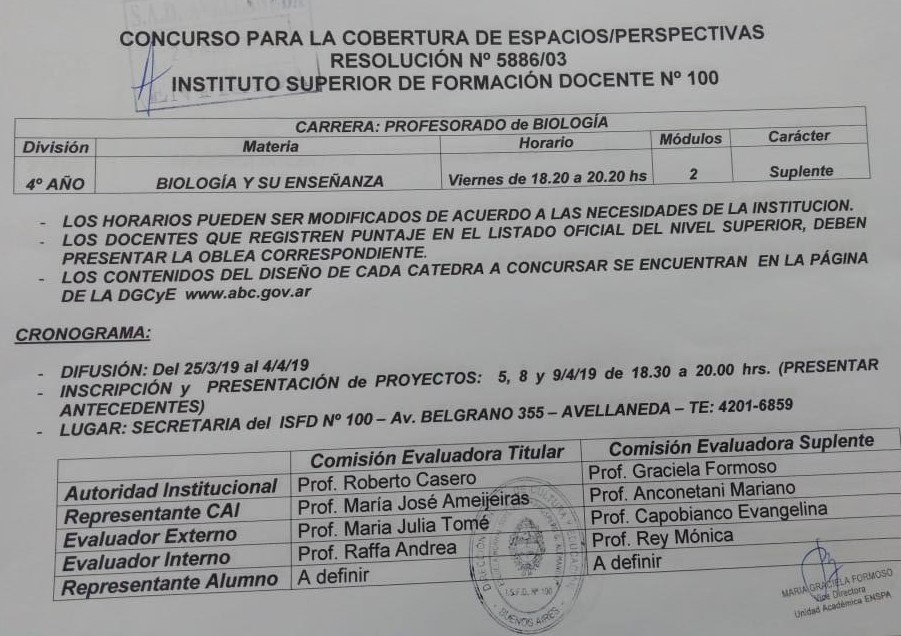 CONCURSO PARA LA COBERTURA DE ESPACIOS/PERSPECTIVAS
RESOLUCIÓN Nº 5886/03
INSTITUTO SUPERIOR DE FORMACIÓN DOCENTE Nº 100
CARRERA: PROFESORADO de BIOLOGÍA
División Materia Horario Módulos Carácter
4º AÑO BIOLOGÍA Y SU ENSEÑANZA Viernes de 18.20 a 20.20 hs 2 Suplente
- LOS HORARIOS PUEDEN SER MODIFICADOS DE ACUERDO A LAS NECESIDADES DE LA INSTITUCION.
- LOS DOCENTES QUE REGISTREN PUNTAJE EN EL LISTADO OFICIAL DEL NIVEL SUPERIOR, DEBEN
PRESENTAR LA OBLEA CORRESPONDIENTE.
- LOS CONTENIDOS DEL DISEÑO DE CADA CATEDRA A CONCURSAR SE ENCUENTRAN EN LA PÁGINA
DE LA DGCyE www.abc.gov.ar
CRONOGRAMA:
- DIFUSIÓN: Del 25/3/19 al 4/4/19
- INSCRIPCIÓN y PRESENTACIÓN de PROYECTOS: 5, 8 y 9/4/19 de 18.30 a 20.00 hrs. (PRESENTAR
ANTECEDENTES)
- LUGAR: SECRETARIA del ISFD Nº 100 – Av. BELGRANO 355 – AVELLANEDA – TE: 4201-6859
Comisión Evaluadora Titular Comisión Evaluadora Suplente
Autoridad Institucional Prof. Roberto Casero Prof. Graciela Formoso
Representante CAI Prof. María José Ameijeiras Prof. Anconetani Mariano
Evaluador Externo Prof. Maria Julia Tomé Prof. Capobianco Evangelina
Evaluador Interno Prof. Raffa Andrea Prof. Rey Mónica
Representante Alumno A definir A definir
I.S.F.D. Nº 100
BUENOS AIRES
MARIA GRACIELA FORMOSO
Vice Directora
Unidad Académica ENSPA